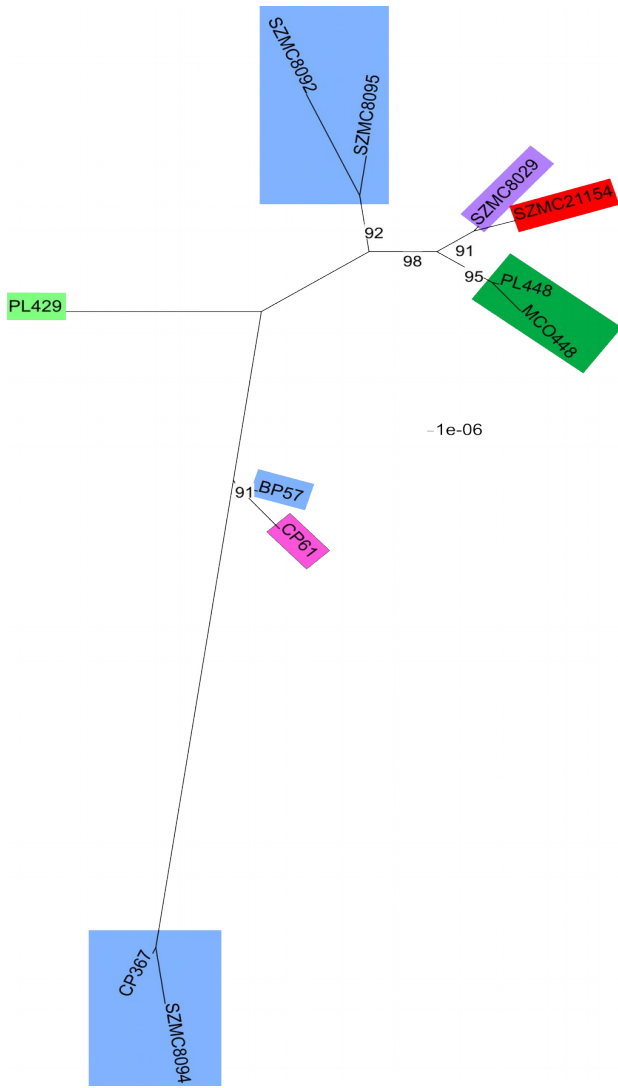 SZMC8092
SZMC8095
SZMC8029
SZMC21154
92
98
91
95
PL448
MCO448
PL429
1e-06
91
BP57
CP61
CP367
SZMC8094